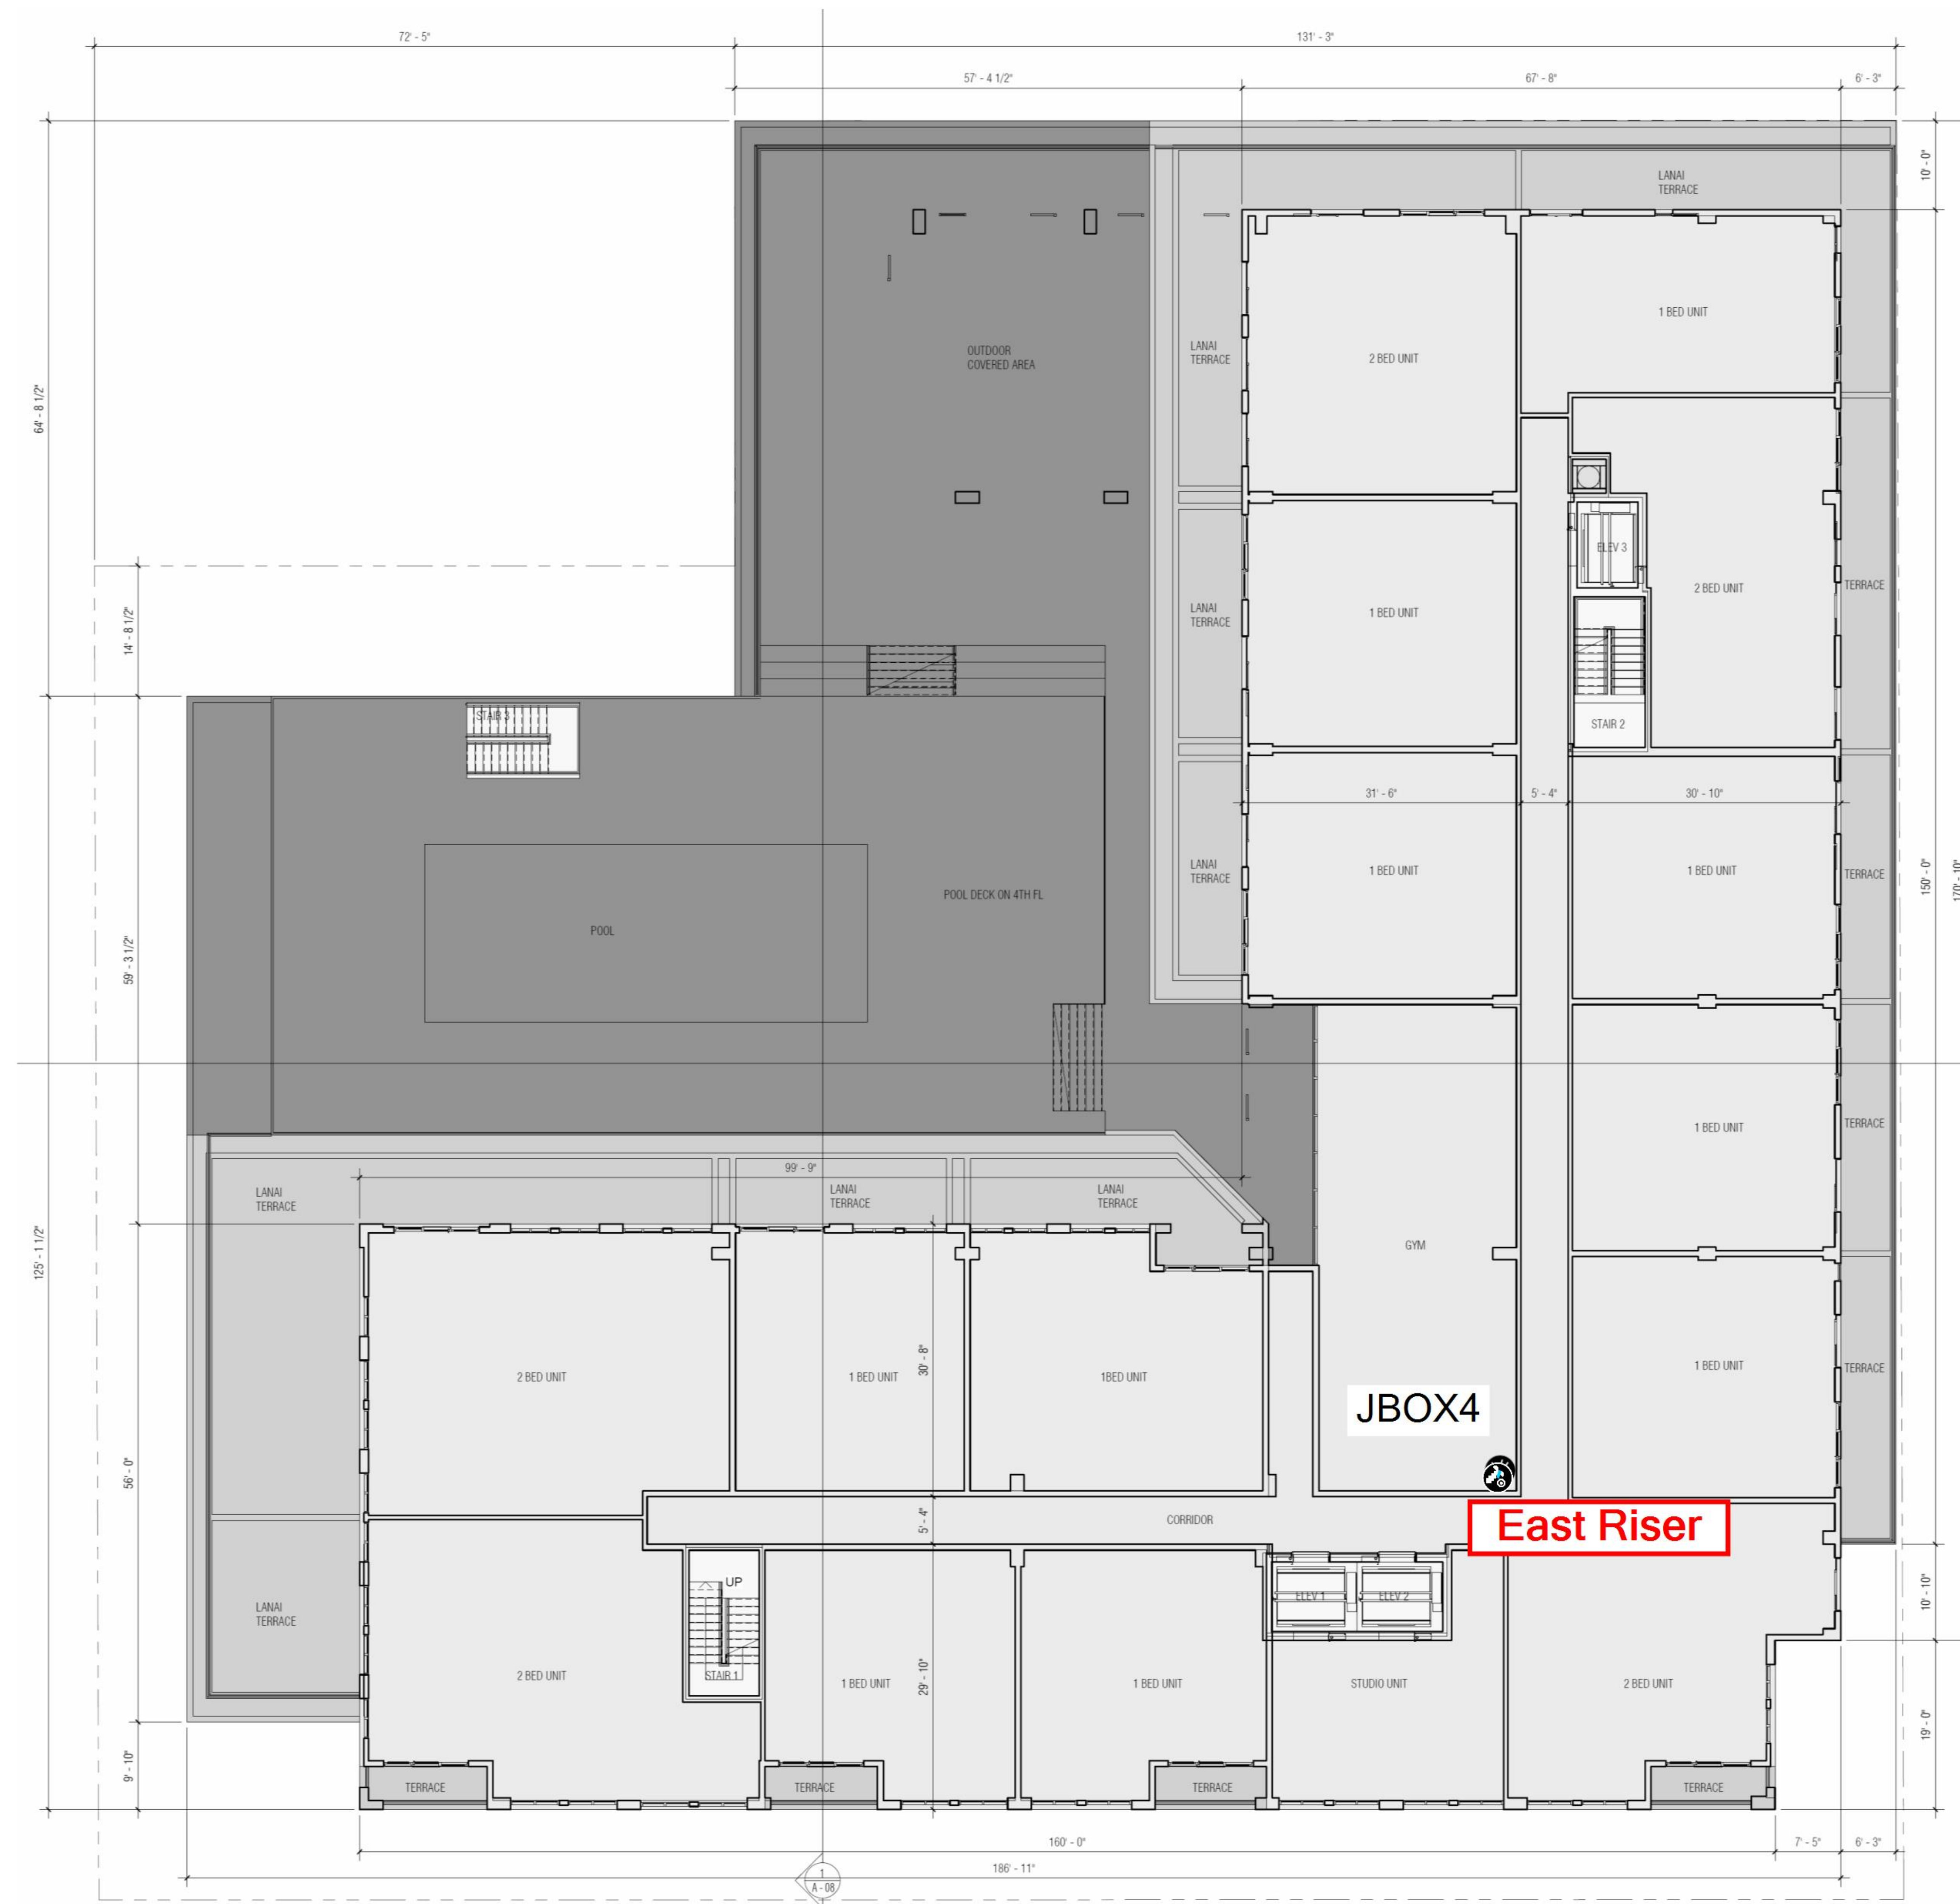 72' - 5"
131' - 3"
57' - 4 1/2"
67' - 8"
6' - 3"
10' - 0"
LANAI
TERRACE
1 BED UNIT
OUTDOOR
COVERED AREA
LANAI
TERRACE
2 BED UNIT
64' - 8 1/2"
ELEV 3
2 BED UNIT
TERRACE
14' - 8 1/2"
LANAI
TERRACE
1 BED UNIT
STAIR 3
STAIR 2
31' - 6"
5' - 4"
30' - 10"
LANAI
TERRACE
1 BED UNIT
1 BED UNIT
TERRACE
150' - 0"
170' - 10"
POOL DECK ON 4TH FL
POOL
59' - 3 1/2"
1 BED UNIT
TERRACE
99' - 9"
LANAI
TERRACE
LANAI
TERRACE
LANAI
TERRACE
125' - 1 1/2"
GYM
30' - 8"
2 BED UNIT
1 BED UNIT
1BED UNIT
1 BED UNIT
TERRACE
JBOX4
56' - 0"
5' - 4"
CORRIDOR
East Riser
UP
ELEV 1
ELEV 2
10' - 10"
LANAI
TERRACE
2 BED UNIT
STAIR 1
1 BED UNIT
29' - 10"
1 BED UNIT
STUDIO UNIT
2 BED UNIT
19' - 0"
9' - 10"
TERRACE
TERRACE
TERRACE
TERRACE
160' - 0"
7' - 5"
6' - 3"
186' - 11"
1
A - 08